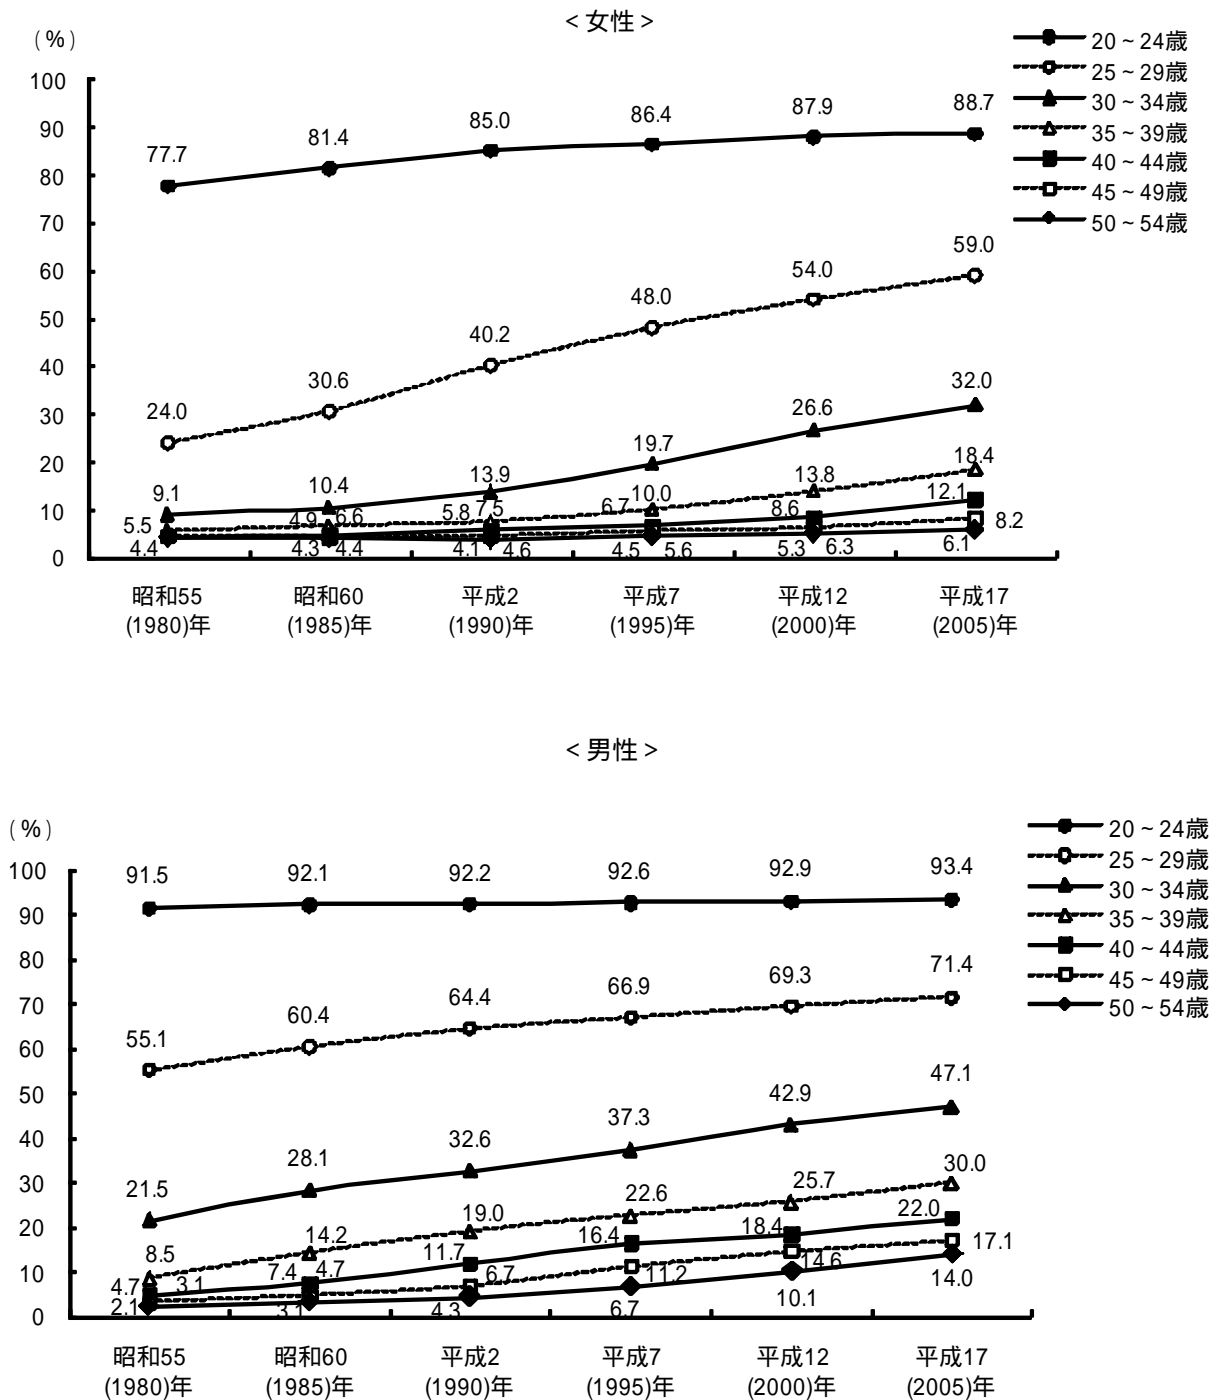 <女性>
(%)
20~24歳
25~29歳
30~34歳
35~39歳
40~44歳
45~49歳
50~54歳
100
90
80
70
60
50
40
30
20
10
0
77.7 81.4 85.0 86.4 87.9 88.7
24.0 30.6 40.2 48.0 54.0 59.0
9.1 10.4 13.9 19.7 26.6 32.0
5.5 6.6 7.5 10.0 13.8 18.4
4.9 5.8 6.7 8.6 12.1
4.4 4.4 4.6 5.6 6.3 8.2
4.3 4.1 4.5 5.3 6.1
昭和55 昭和60 平成2 平成7 平成12 平成17
(1980)年 (1985)年 (1990)年 (1995)年 (2000)年 (2005)年
<男性>
(%)
20~24歳
25~29歳
30~34歳
35~39歳
40~44歳
45~49歳
50~54歳
100
90
80
70
60
50
40
30
20
10
0
91.5 92.1 92.2 92.6 92.9 93.4
55.1 60.4 64.4 66.9 69.3 71.4
21.5 28.1 32.6 37.3 42.9 47.1
8.5 14.2 19.0 22.6 25.7 30.0
4.7 7.4 11.7 16.4 18.4 22.0
3.1 4.7 6.7 11.2 14.6 17.1
2.1 3.1 4.3 6.7 10.1 14.0
昭和55 昭和60 平成2 平成7 平成12 平成17
(1980)年 (1985)年 (1990)年 (1995)年 (2000)年 (2005)年